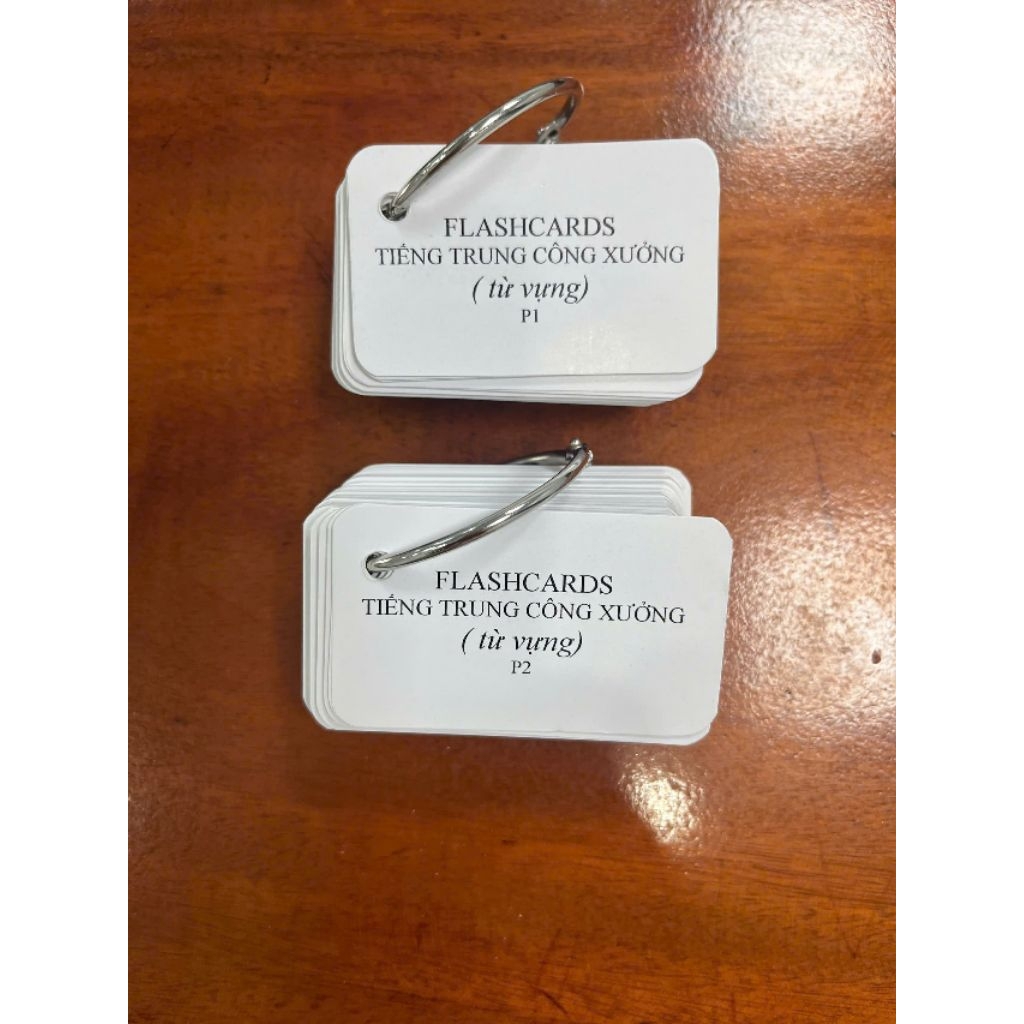 FLASHCARDS
TIẾNG TRUNG CÔNG XƯỞNG
( từ vựng)
P1
FLASHCARDS
TIẾNG TRUNG CÔNG XƯỞNG
( từ vựng)
P2